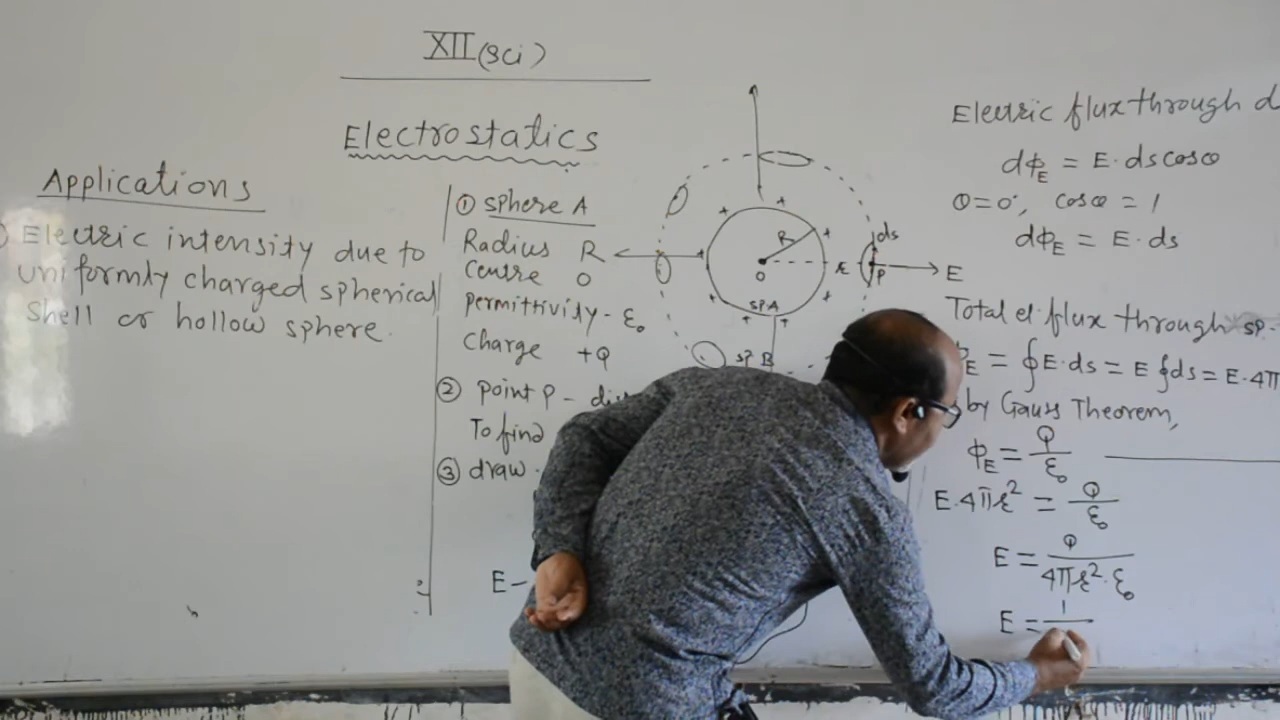 XII (sci)
Electrostatics
Applications
Electric intensity due to
uniformly charged spherical
shell or hollow sphere.
① sphere A
Radius R
Centre O
permittivity - ε₀
Charge +Q
② point P -
To find
③ draw
E -
R
O
r
SP.A
SP B
ds
P
E
Electric flux through
dφ_E = E · ds cosθ
θ = 0°, cosθ = 1
dφ_E = E · ds
Total el flux through SP.
φ_E = ∮E·ds = E∮ds = E·4π
by Gauss Theorem,
φ_E = Q/ε₀
E·4πr² = Q/ε₀
E = Q/4πr²·ε₀
E = 1